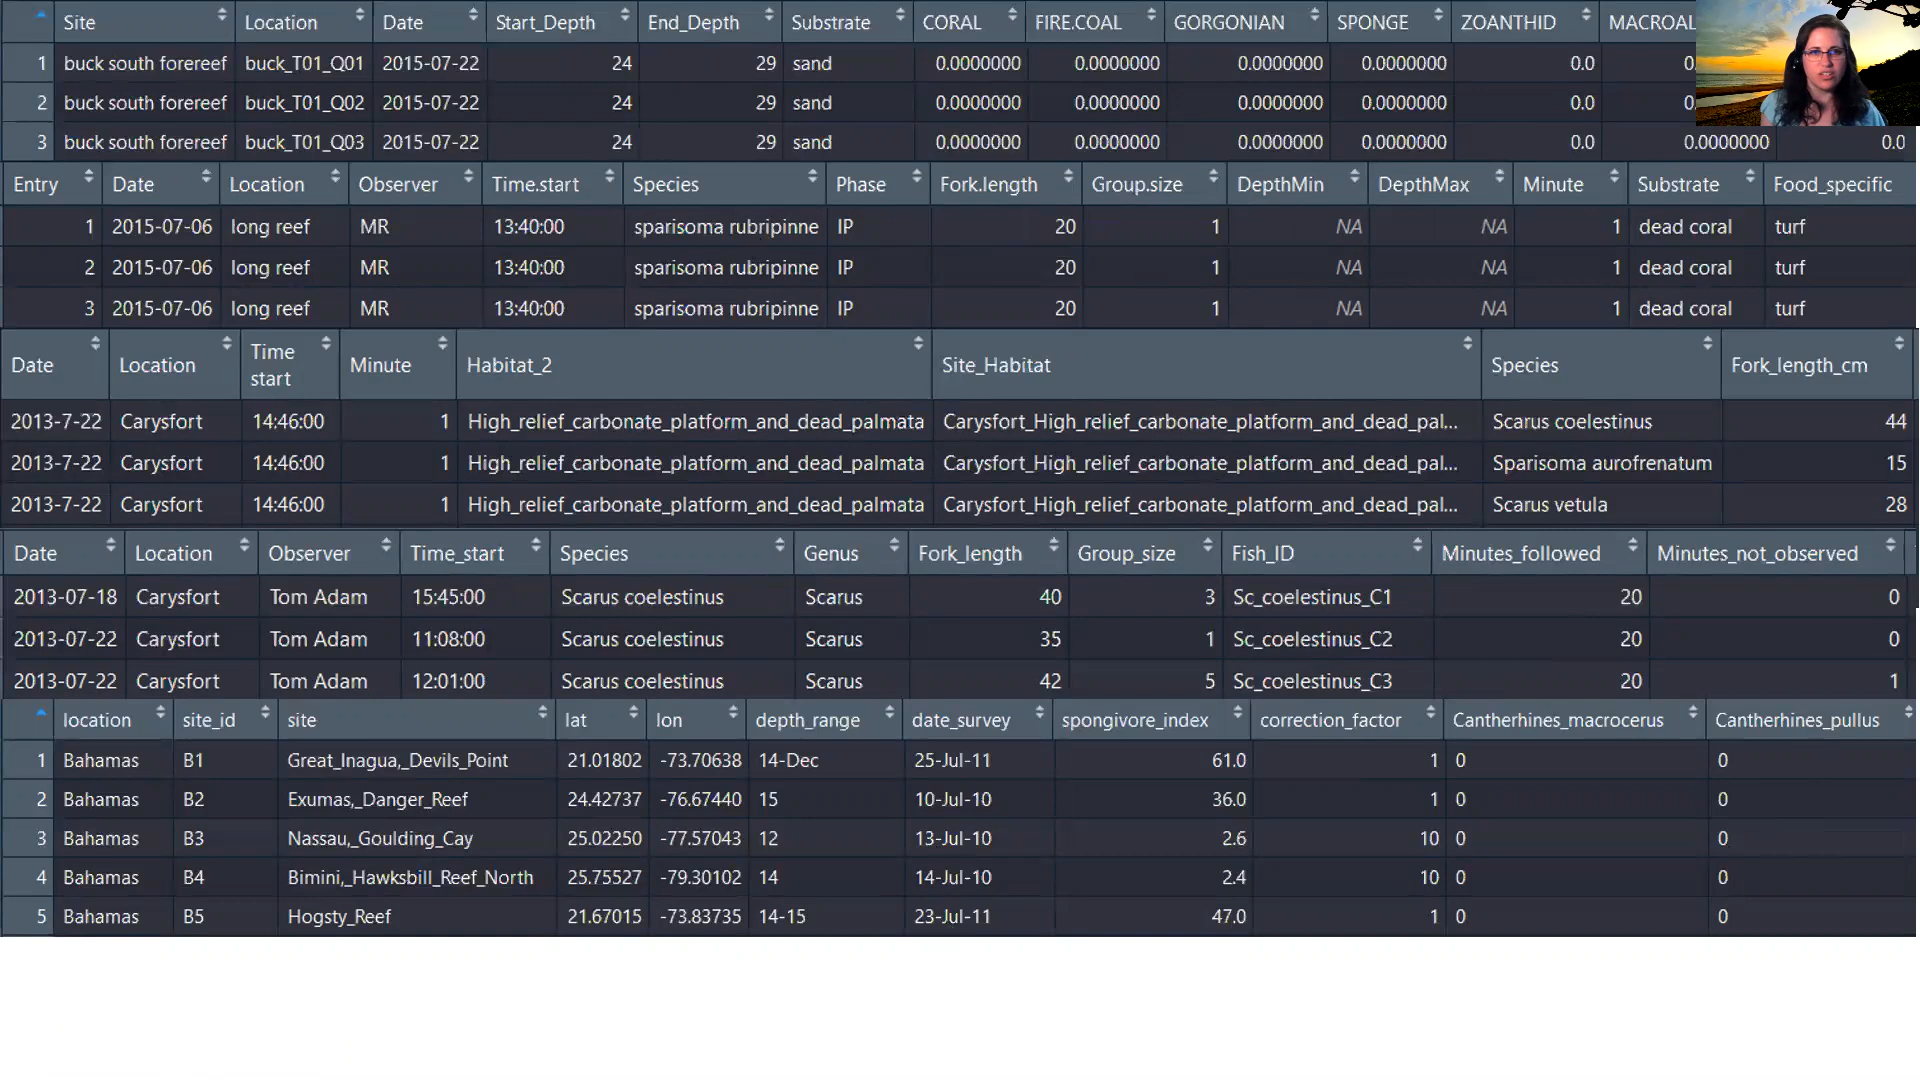 Site Location Date Start_Depth End_Depth Substrate CORAL FIRE.COAL GORGONIAN SPONGE ZOANTHID MACROAL
1 buck south forereef buck_T01_Q01 2015-07-22 24 29 sand 0.0000000 0.0000000 0.0000000 0.0000000 0.0 0.
2 buck south forereef buck_T01_Q02 2015-07-22 24 29 sand 0.0000000 0.0000000 0.0000000 0.0000000 0.0 0.
3 buck south forereef buck_T01_Q03 2015-07-22 24 29 sand 0.0000000 0.0000000 0.0000000 0.0000000 0.0 0.0000000 0.0
Entry Date Location Observer Time.start Species Phase Fork.length Group.size DepthMin DepthMax Minute Substrate Food_specific
1 2015-07-06 long reef MR 13:40:00 sparisoma rubripinne IP 20 1 NA NA 1 dead coral turf
2 2015-07-06 long reef MR 13:40:00 sparisoma rubripinne IP 20 1 NA NA 1 dead coral turf
3 2015-07-06 long reef MR 13:40:00 sparisoma rubripinne IP 20 1 NA NA 1 dead coral turf
Date Location Time start Minute Habitat_2 Site_Habitat Species Fork_length_cm
2013-7-22 Carysfort 14:46:00 1 High_relief_carbonate_platform_and_dead_palmata Carysfort_High_relief_carbonate_platform_and_dead_pal... Scarus coelestinus 44
2013-7-22 Carysfort 14:46:00 1 High_relief_carbonate_platform_and_dead_palmata Carysfort_High_relief_carbonate_platform_and_dead_pal... Sparisoma aurofrenatum 15
2013-7-22 Carysfort 14:46:00 1 High_relief_carbonate_platform_and_dead_palmata Carysfort_High_relief_carbonate_platform_and_dead_pal... Scarus vetula 28
Date Location Observer Time_start Species Genus Fork_length Group_size Fish_ID Minutes_followed Minutes_not_observed
2013-07-18 Carysfort Tom Adam 15:45:00 Scarus coelestinus Scarus 40 3 Sc_coelestinus_C1 20 0
2013-07-22 Carysfort Tom Adam 11:08:00 Scarus coelestinus Scarus 35 1 Sc_coelestinus_C2 20 0
2013-07-22 Carysfort Tom Adam 12:01:00 Scarus coelestinus Scarus 42 5 Sc_coelestinus_C3 20 1
location site_id site lat lon depth_range date_survey spongivore_index correction_factor Cantherhines_macrocerus Cantherhines_pullus
1 Bahamas B1 Great_Inagua,_Devils_Point 21.01802 -73.70638 14-Dec 25-Jul-11 61.0 1 0 0
2 Bahamas B2 Exumas,_Danger_Reef 24.42737 -76.67440 15 10-Jul-10 36.0 1 0 0
3 Bahamas B3 Nassau,_Goulding_Cay 25.02250 -77.57043 12 13-Jul-10 2.6 10 0 0
4 Bahamas B4 Bimini,_Hawksbill_Reef_North 25.75527 -79.30102 14 14-Jul-10 2.4 10 0 0
5 Bahamas B5 Hogsty_Reef 21.67015 -73.83735 14-15 23-Jul-11 47.0 1 0 0